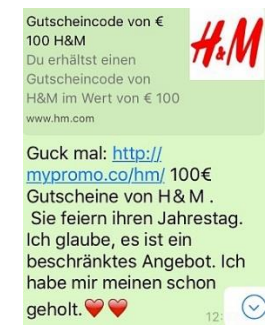 Gutscheincode von €
100 H&M
Du erhältst einen
Gutscheincode von
H&M im Wert von € 100
www.hm.com
H&M
Guck mal: http://
mypromo.co/hm/ 100€
Gutscheine von H& M .
Sie feiern ihren Jahrestag.
Ich glaube, es ist ein
beschränktes Angebot. Ich
habe mir meinen schon
geholt.❤️❤️
12: